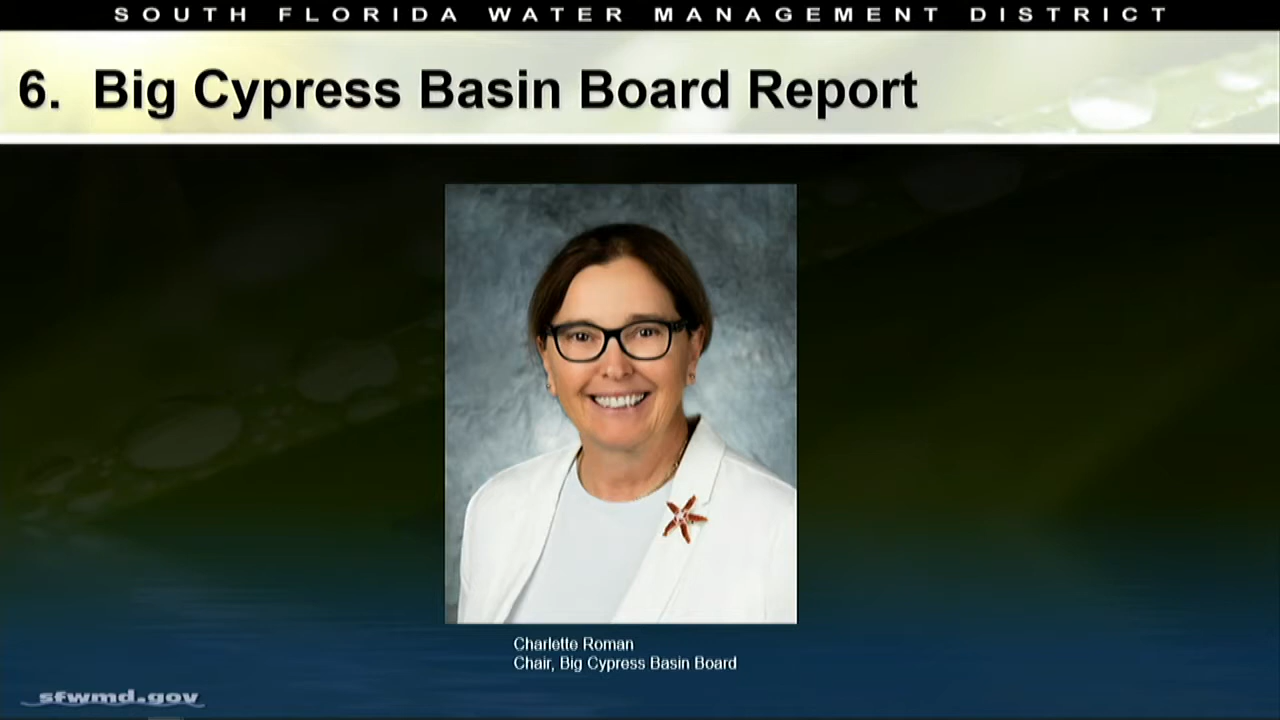 SOUTH FLORIDA WATER MANAGEMENT DISTRICT
6. Big Cypress Basin Board Report
Charlette Roman
Chair, Big Cypress Basin Board
sfwmd.gov